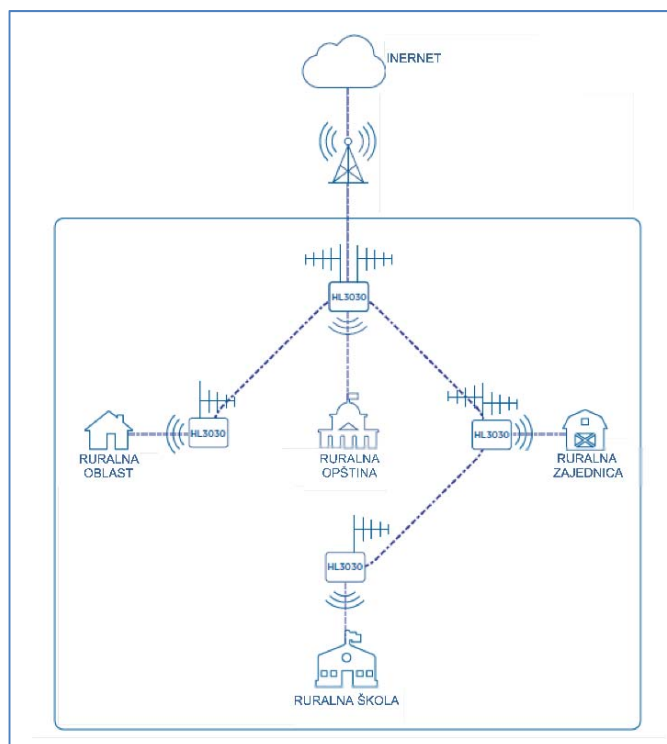 INERNET
HL3030
HL3030
RURALNA
OBLAST
RURALNA
OPŠTINA
HL3030
RURALNA
ZAJEDNICA
HL3030
RURALNA ŠKOLA